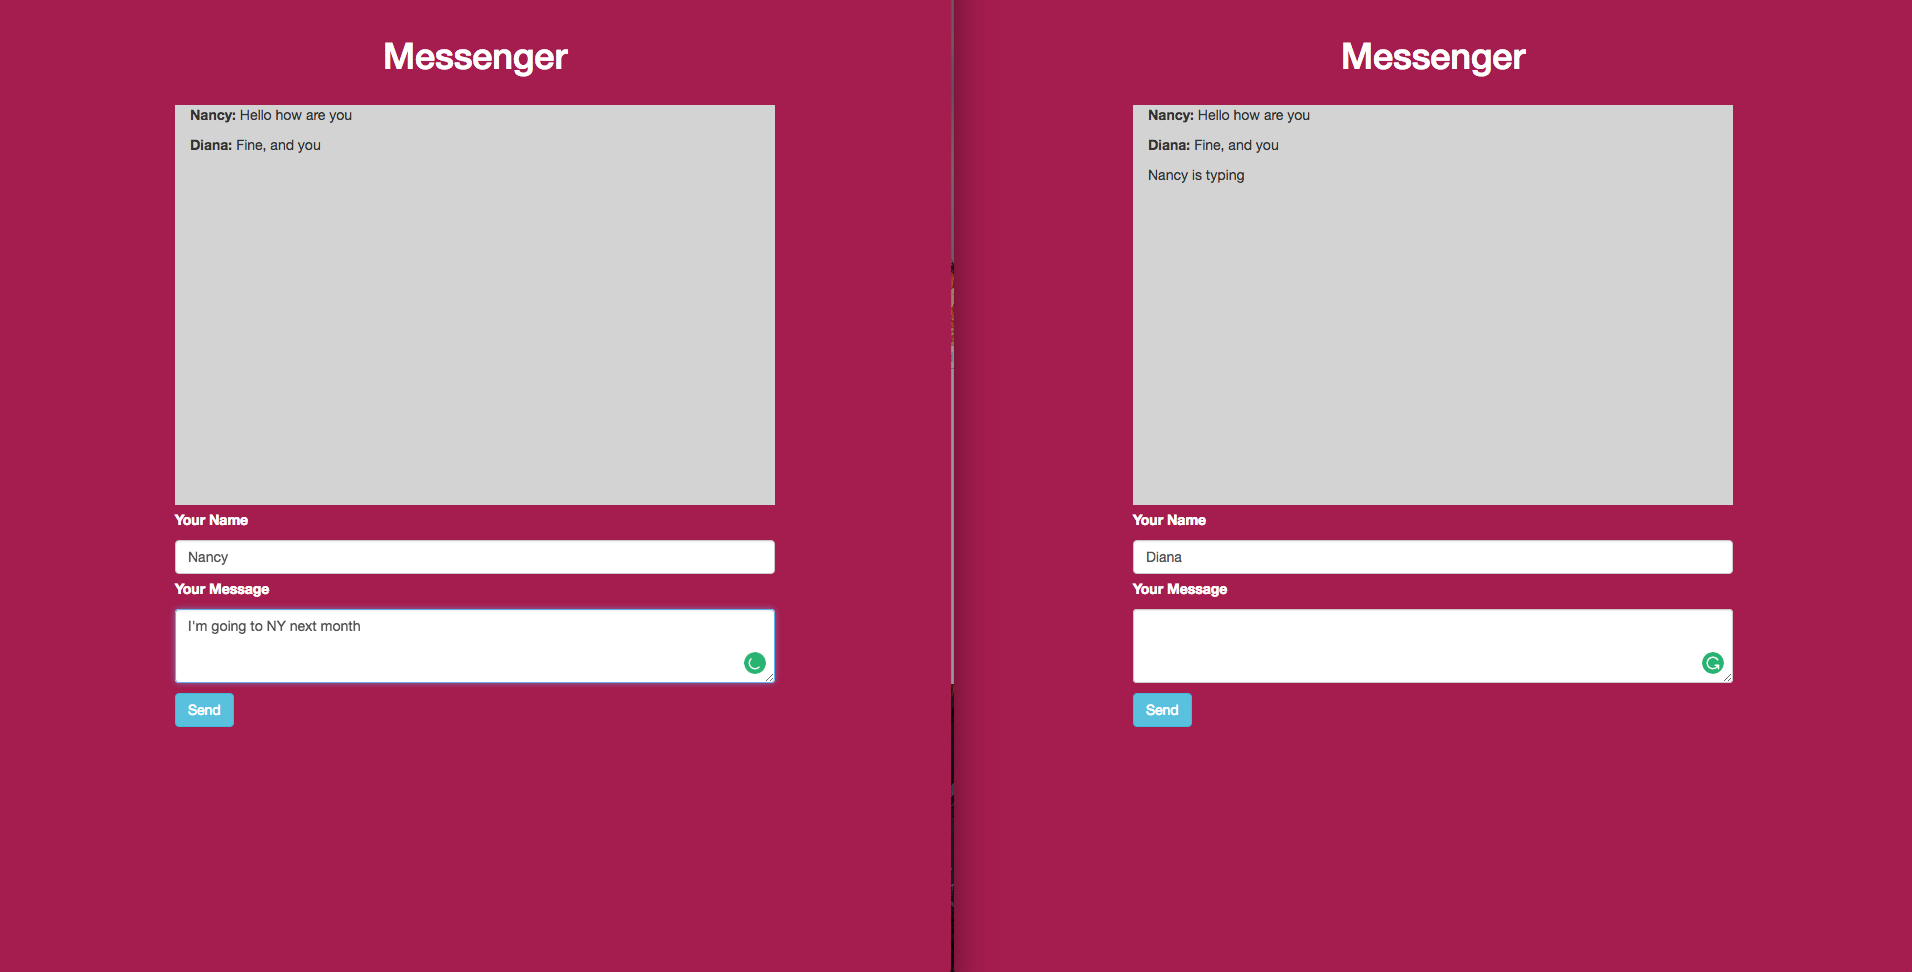 Messenger
Nancy: Hello how are you
Diana: Fine, and you
Your Name
Nancy
Your Message
I'm going to NY next month
Send
Messenger
Nancy: Hello how are you
Diana: Fine, and you
Nancy is typing
Your Name
Diana
Your Message
Send